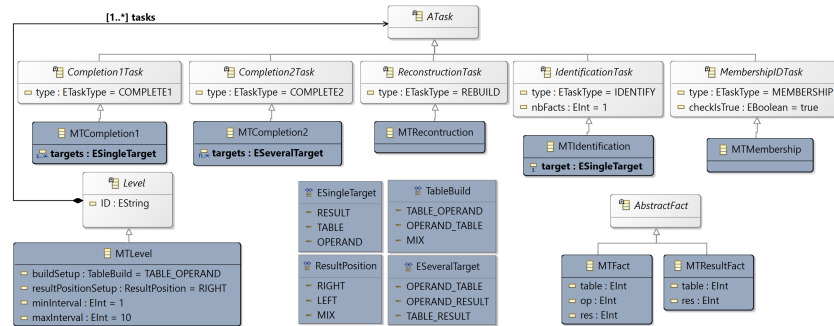 [1..*] tasks
ATask
Completion1Task
type : ETaskType = COMPLETE1
Completion2Task
type : ETaskType = COMPLETE2
ReconstructionTask
type : ETaskType = REBUILD
IdentificationTask
type : ETaskType = IDENTIFY
nbFacts : EInt = 1
MembershipIDTask
type : ETaskType = MEMBERSHIP
checkIsTrue : EBoolean = true
MTCompletion1
targets : ESingleTarget
MTCompletion2
targets : ESeveralTarget
MTRecontruction
MTIdentification
target : ESingleTarget
MTMembership
Level
ID : EString
MTLevel
buildSetup : TableBuild = TABLE_OPERAND
resultPositionSetup : ResultPosition = RIGHT
minInterval : EInt = 1
maxInterval : EInt = 10
ESingleTarget
RESULT
TABLE
OPERAND
TableBuild
TABLE_OPERAND
OPERAND_TABLE
MIX
ResultPosition
RIGHT
LEFT
MIX
ESeveralTarget
OPERAND_TABLE
OPERAND_RESULT
TABLE_RESULT
AbstractFact
MTFact
table : EInt
op : EInt
res : EInt
MTResultFact
table : EInt
res : EInt